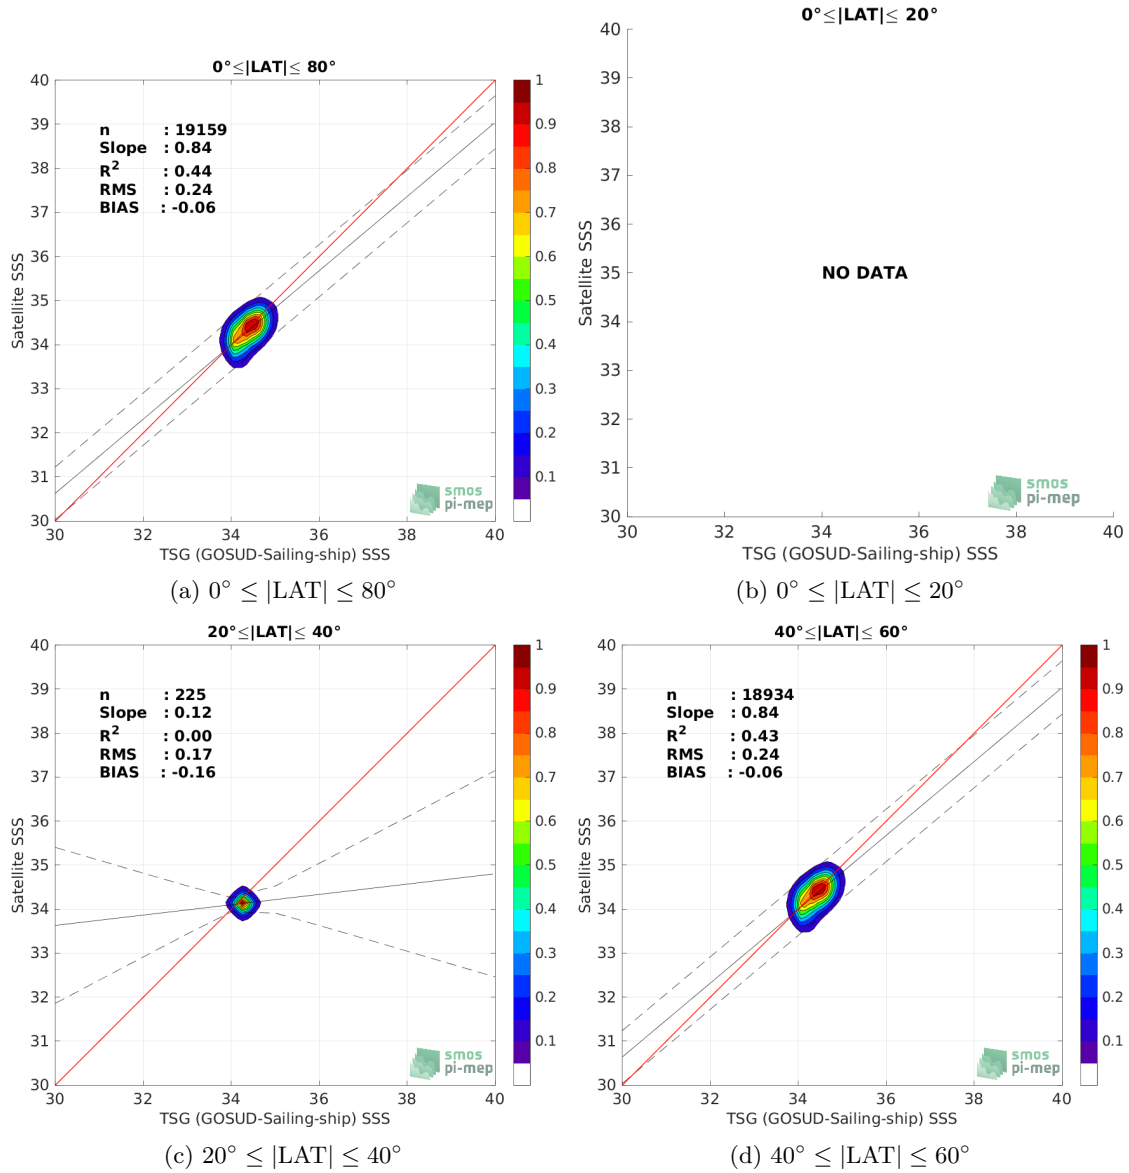 0°≤|LAT|≤ 80°
40
39
38
37
36
35
34
33
32
31
30
Satellite SSS
n : 19159
Slope : 0.84
R2 : 0.44
RMS : 0.24
BIAS : -0.06
smos
pi-mep
30 32 34 36 38 40
TSG (GOSUD-Sailing-ship) SSS
1
0.9
0.8
0.7
0.6
0.5
0.4
0.3
0.2
0.1
(a) 0° ≤ |LAT| ≤ 80°
0°≤|LAT|≤ 20°
40
39
38
37
36
35
34
33
32
31
30
Satellite SSS
NO DATA
smos
pi-mep
30 32 34 36 38 40
TSG (GOSUD-Sailing-ship) SSS
(b) 0° ≤ |LAT| ≤ 20°
20°≤|LAT|≤ 40°
40
39
38
37
36
35
34
33
32
31
30
Satellite SSS
n : 225
Slope : 0.12
R2 : 0.00
RMS : 0.17
BIAS : -0.16
smos
pi-mep
30 32 34 36 38 40
TSG (GOSUD-Sailing-ship) SSS
1
0.9
0.8
0.7
0.6
0.5
0.4
0.3
0.2
0.1
(c) 20° ≤ |LAT| ≤ 40°
40°≤|LAT|≤ 60°
40
39
38
37
36
35
34
33
32
31
30
Satellite SSS
n : 18934
Slope : 0.84
R2 : 0.43
RMS : 0.24
BIAS : -0.06
smos
pi-mep
30 32 34 36 38 40
TSG (GOSUD-Sailing-ship) SSS
1
0.9
0.8
0.7
0.6
0.5
0.4
0.3
0.2
0.1
(d) 40° ≤ |LAT| ≤ 60°